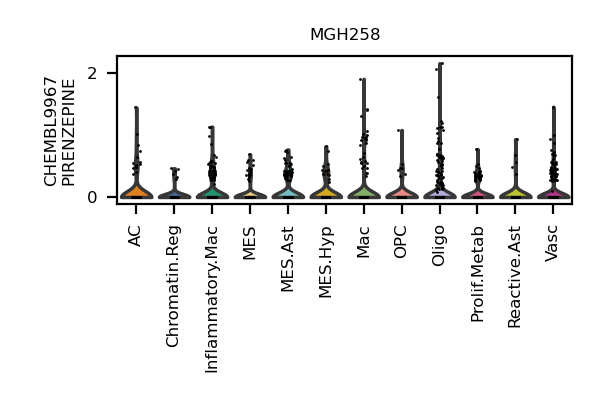 MGH258
CHEMBL9967
PIRENZEPINE
2
0
AC
Chromatin.Reg
Inflammatory.Mac
MES
MES.Ast
MES.Hyp
Mac
OPC
Oligo
Prolif.Metab
Reactive.Ast
Vasc